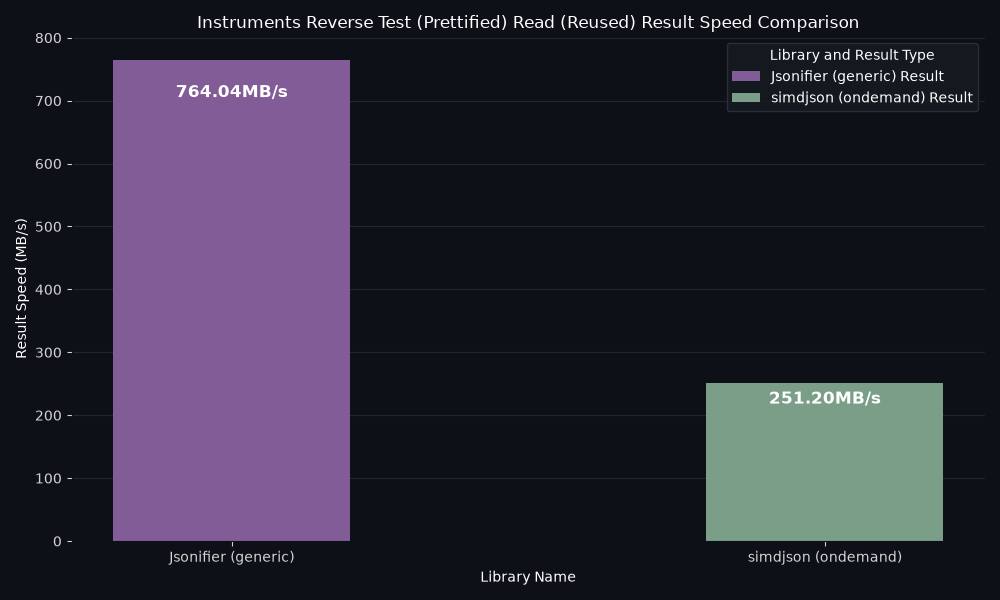 Instruments Reverse Test (Prettified) Read (Reused) Result Speed Comparison
Library and Result Type
Jsonifier (generic) Result
simdjson (ondemand) Result
Result Speed (MB/s)
800
700
600
500
400
300
200
100
0
764.04MB/s
251.20MB/s
Jsonifier (generic)
simdjson (ondemand)
Library Name